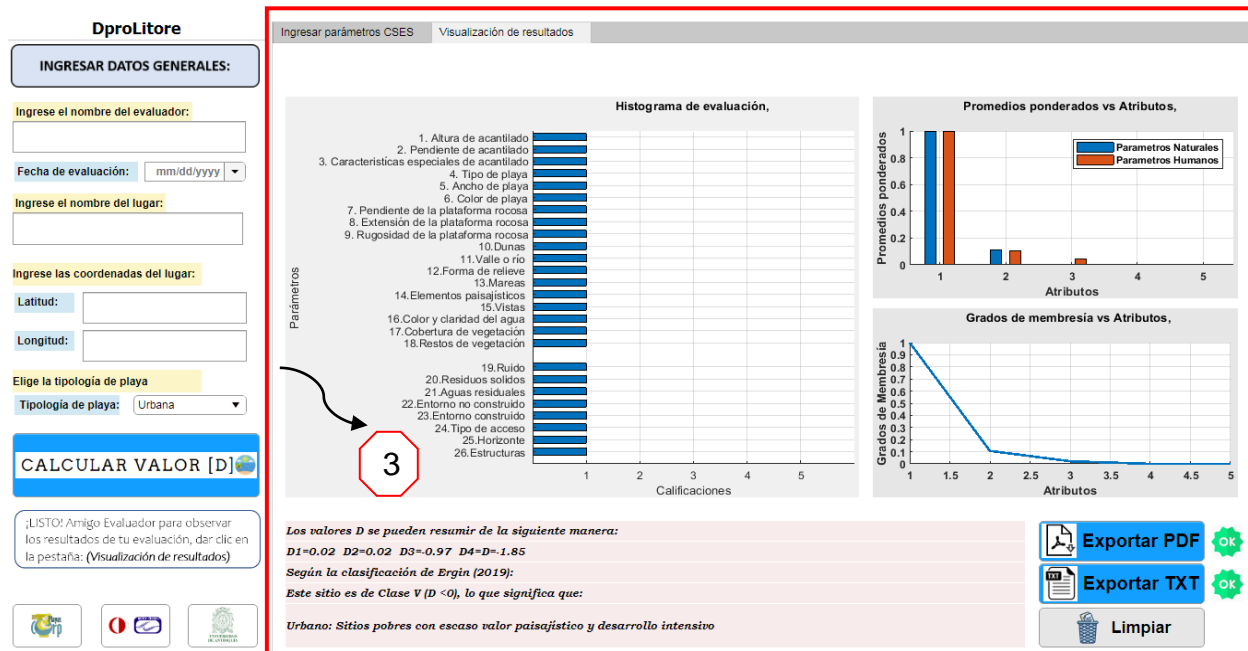 DproLitore
INGRESAR DATOS GENERALES:
Ingrese el nombre del evaluador:
Fecha de evaluación:
mm/dd/yyyy
Ingrese el nombre del lugar:
Ingrese las coordenadas del lugar:
Latitud:
Longitud:
Elige la tipología de playa
Tipología de playa:
Urbana
CALCULAR VALOR [D]
¡LISTO! Amigo Evaluador para observar
los resultados de tu evaluación, dar clic en
la pestaña: (Visualización de resultados)
Ingresar parámetros CSES
Visualización de resultados
Histograma de evaluación,
Parámetros
1. Altura de acantilado
2. Pendiente de acantilado
3. Caracteristicas especiales de acantilado
4. Tipo de playa
5. Ancho de playa
6. Color de playa
7. Pendiente de la plataforma rocosa
8. Extensión de la plataforma rocosa
9. Rugosidad de la plataforma rocosa
10.Dunas
11.Valle o río
12.Forma de relieve
13.Mareas
14.Elementos paisajísticos
15.Vistas
16.Color y claridad del agua
17.Cobertura de vegetación
18.Restos de vegetación
19.Ruido
20.Residuos solidos
21.Aguas residuales
22.Entorno no construido
23.Entorno construido
24.Tipo de acceso
25.Horizonte
26.Estructuras
1 2 3 4 5
Calificaciones
3
Promedios ponderados vs Atributos,
Promedios ponderados
1
0.8
0.6
0.4
0.2
0
Parametros Naturales
Parametros Humanos
1 2 3 4 5
Atributos
Grados de membresía vs Atributos,
Grados de Membresía
1
0.9
0.8
0.7
0.6
0.5
0.4
0.3
0.2
0.1
0
1 1.5 2 2.5 3 3.5 4 4.5 5
Atributos
Los valores D se pueden resumir de la siguiente manera:
D1=0.02 D2=0.02 D3=-0.97 D4=D=-1.85
Según la clasificación de Ergin (2019):
Este sitio es de Clase V (D <0), lo que significa que:
Urbano: Sitios pobres con escaso valor paisajístico y desarrollo intensivo
Exportar PDF
OK
TXT
Exportar TXT
OK
Limpiar